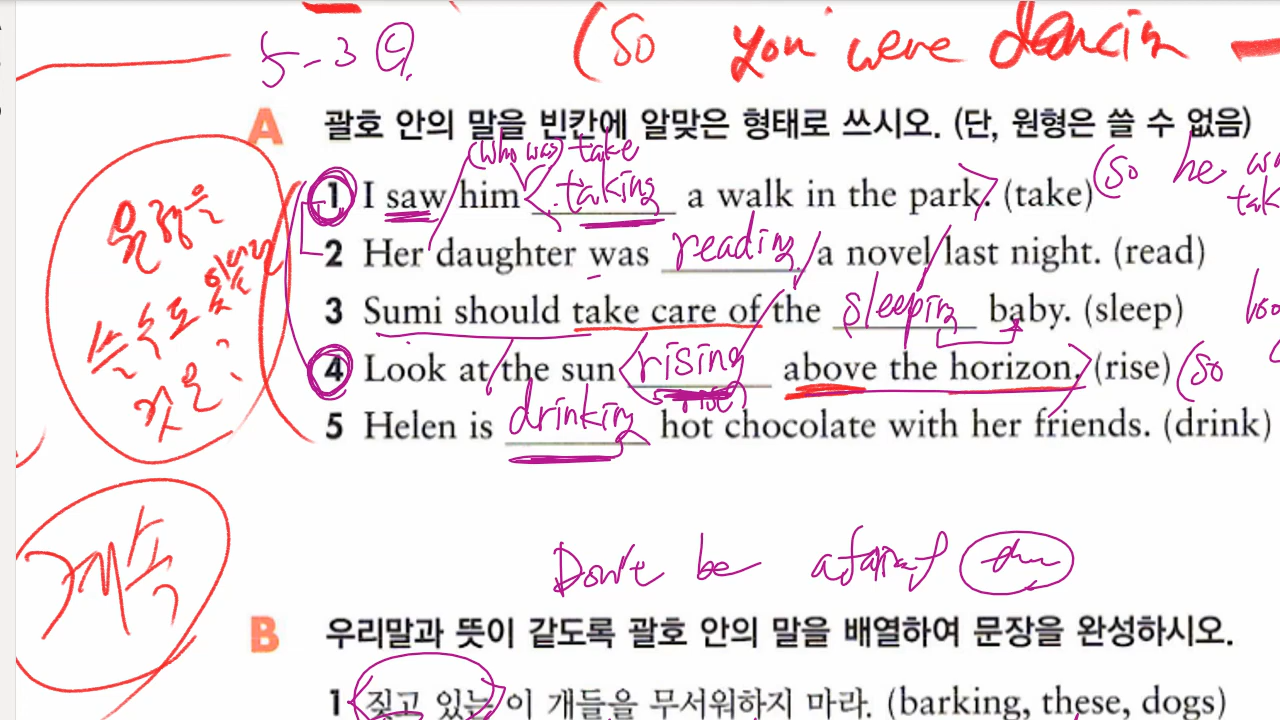 5-3 ④
(So you were dancin
A 괄호 안의 말을 빈칸에 알맞은 형태로 쓰시오. (단, 원형은 쓸 수 없음)
(who was) take
1 I saw him taking a walk in the park. (take) (So he wa
tak
2 Her daughter was reading a novel last night. (read)
3 Sumi should take care of the sleeping baby. (sleep)
4 Look at the sun rising above the horizon. (rise) (so
rise)
5 Helen is drinking hot chocolate with her friends. (drink)
원형을
쓸 수도
것은?
계속
Don't be afraid
B 우리말과 뜻이 같도록 괄호 안의 말을 배열하여 문장을 완성하시오.
1 짖고 있는 이 개들을 무서워하지 마라. (barking, these, dogs)